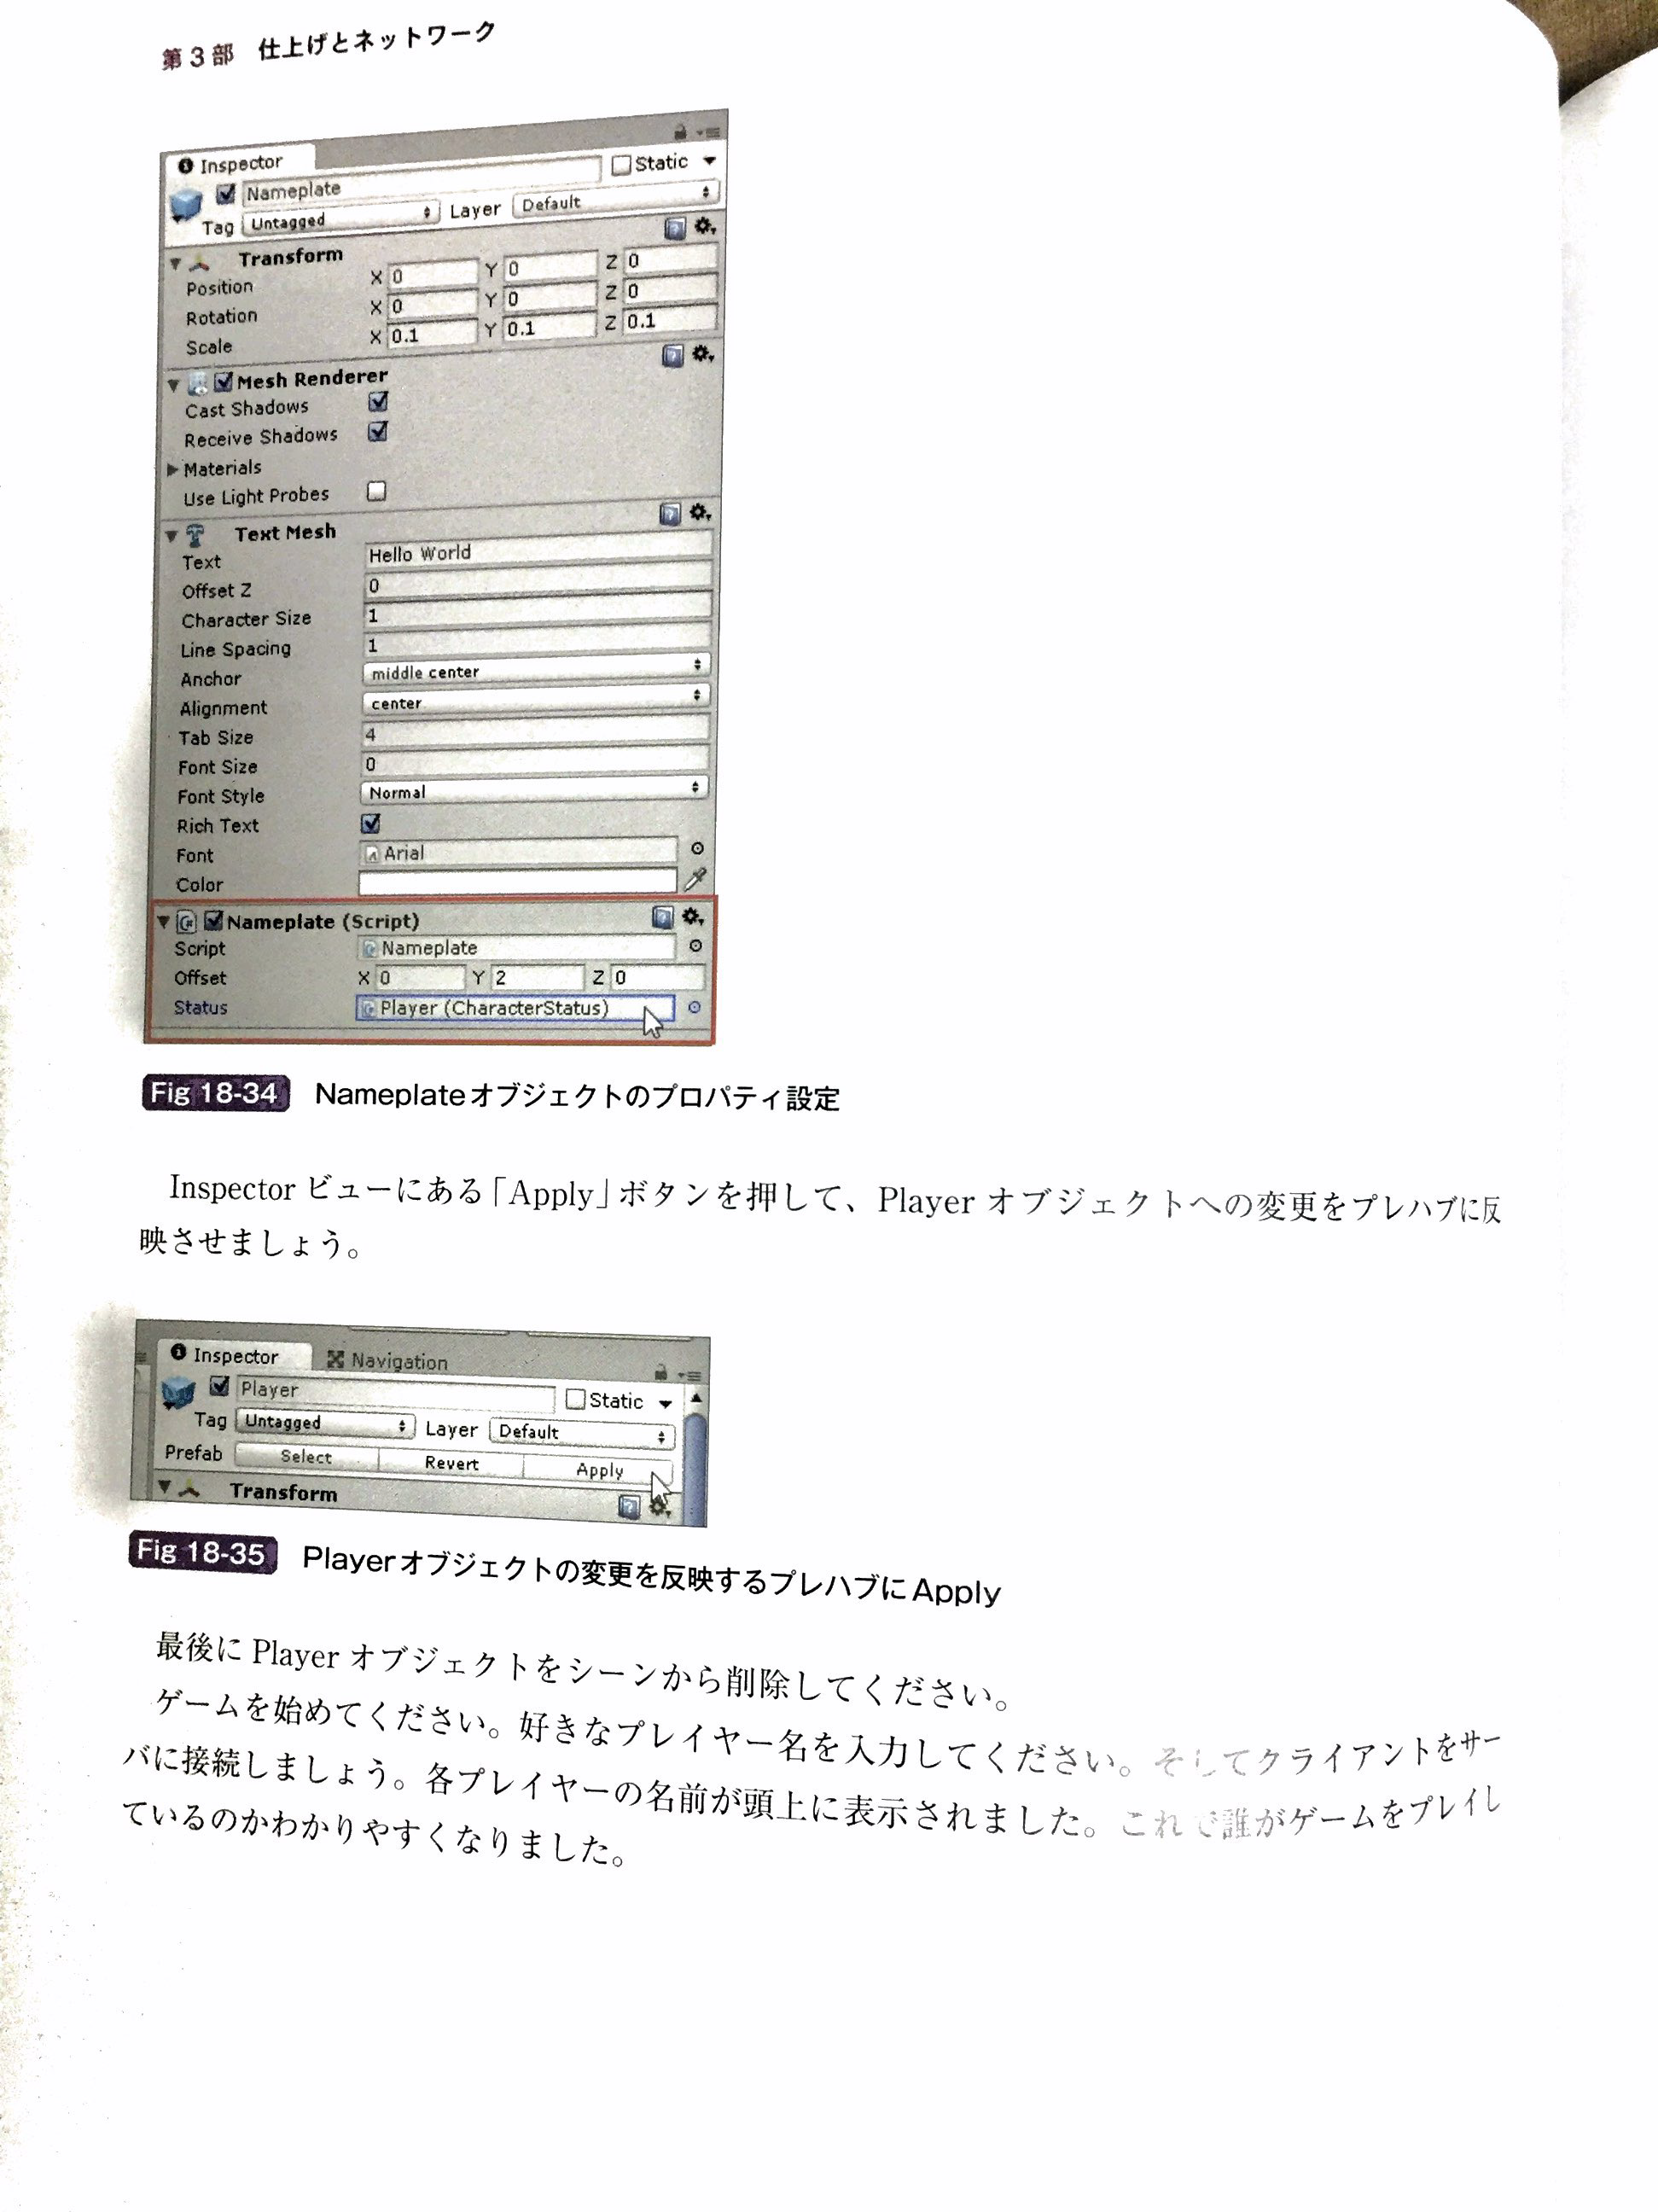 第3部 仕上げとネットワーク
Inspector
Nameplate Static
Tag Untagged Layer Default
Transform
Position X 0 Y 0 Z 0
Rotation X 0 Y 0 Z 0
Scale X 0.1 Y 0.1 Z 0.1
Mesh Renderer
Cast Shadows
Receive Shadows
Materials
Use Light Probes
Text Mesh
Text Hello World
Offset Z 0
Character Size 1
Line Spacing 1
Anchor middle center
Alignment center
Tab Size 4
Font Size 0
Font Style Normal
Rich Text
Font Arial
Color
Nameplate (Script)
Script Nameplate
Offset X 0 Y 2 Z 0
Status Player (CharacterStatus)
Fig 18-34 Nameplateオブジェクトのプロパティ設定
Inspector ビューにある「Apply」ボタンを押して、Player オブジェクトへの変更をプレハブに反
映させましょう。
Inspector Navigation
Player Static
Tag Untagged Layer Default
Prefab Select Revert Apply
Transform
Fig 18-35 Playerオブジェクトの変更を反映するプレハブにApply
最後に Player オブジェクトをシーンから削除してください。
ゲームを始めてください。好きなプレイヤー名を入力してください。そしてクライアントをサー
バに接続しましょう。各プレイヤーの名前が頭上に表示されました。これで誰がゲームをプレイし
ているのかわかりやすくなりました。